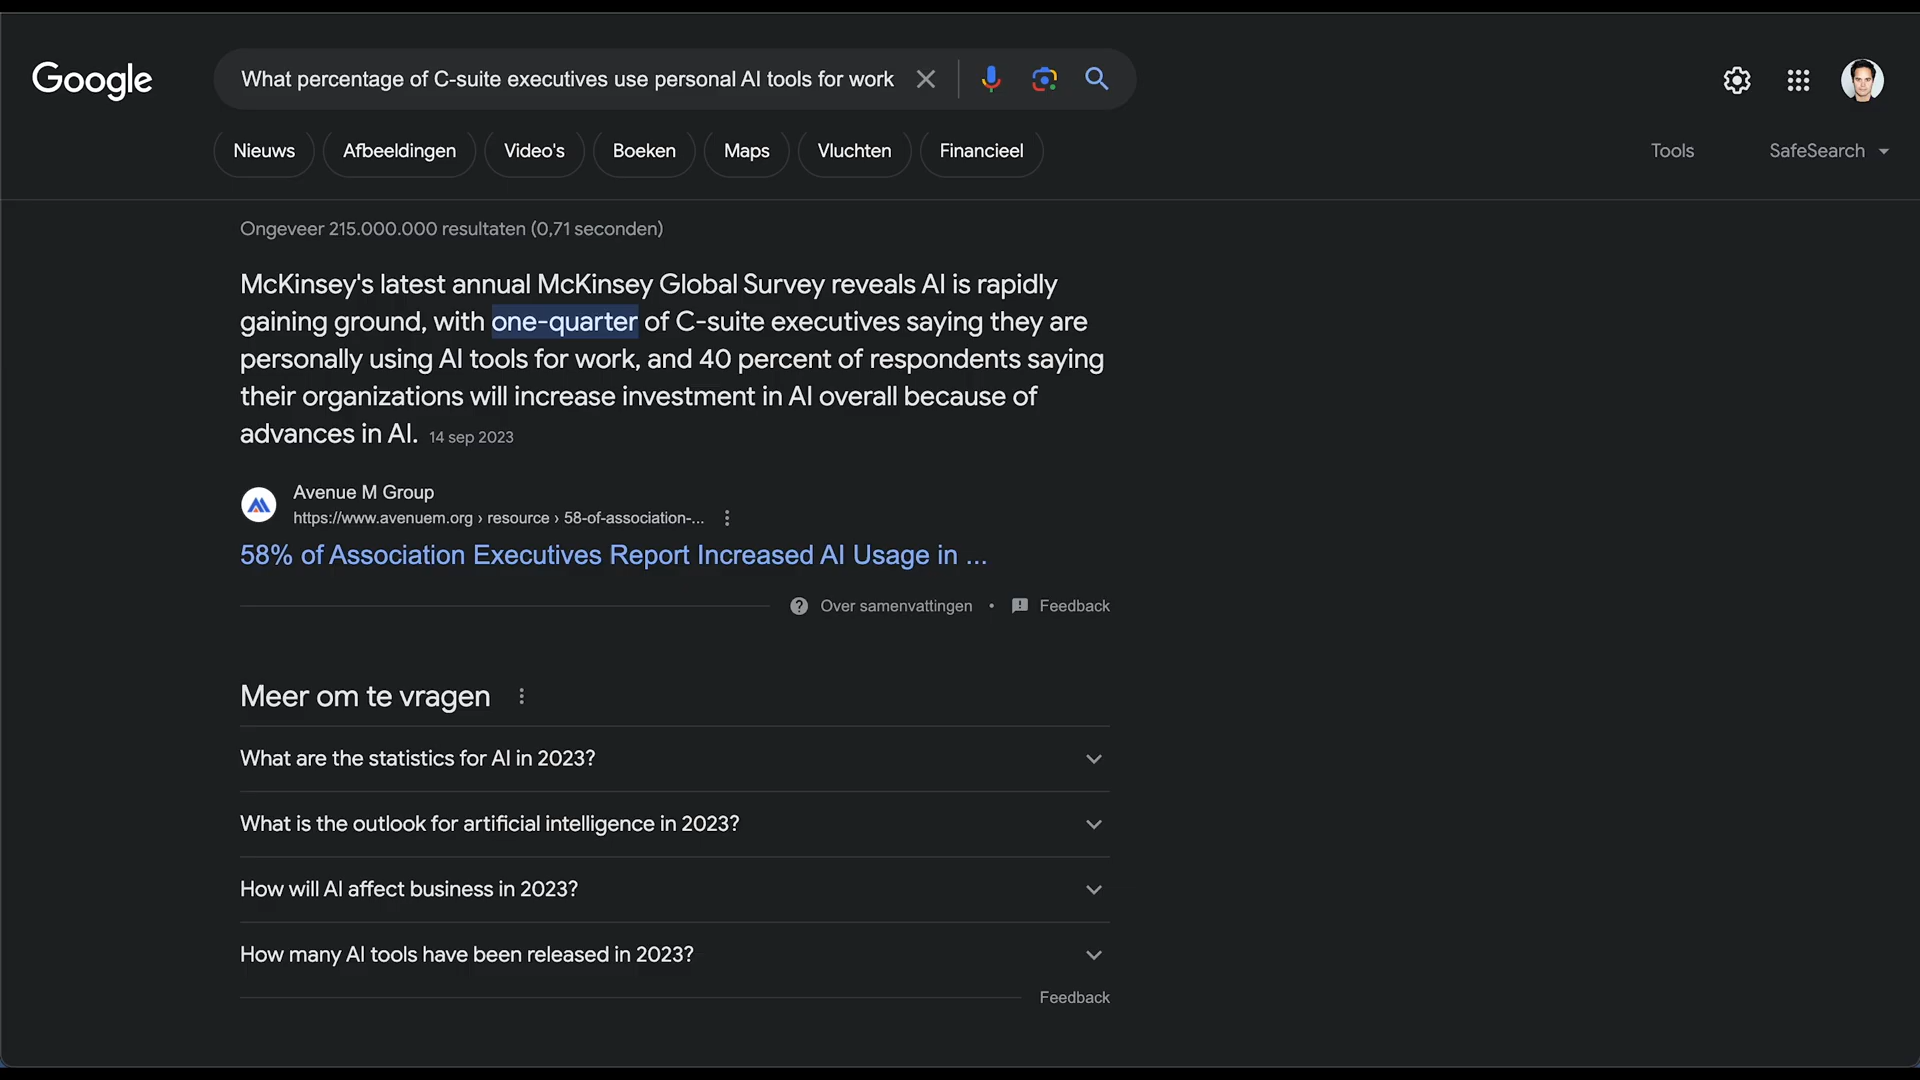 Google
What percentage of C-suite executives use personal AI tools for work
Nieuws
Afbeeldingen
Video's
Boeken
Maps
Vluchten
Financieel
Tools
SafeSearch
Ongeveer 215.000.000 resultaten (0,71 seconden)
McKinsey's latest annual McKinsey Global Survey reveals AI is rapidly
gaining ground, with one-quarter of C-suite executives saying they are
personally using AI tools for work, and 40 percent of respondents saying
their organizations will increase investment in AI overall because of
advances in AI. 14 sep 2023
Avenue M Group
https://www.avenuem.org › resource › 58-of-association-...
58% of Association Executives Report Increased AI Usage in ...
Over samenvattingen • Feedback
Meer om te vragen
What are the statistics for AI in 2023?
What is the outlook for artificial intelligence in 2023?
How will AI affect business in 2023?
How many AI tools have been released in 2023?
Feedback